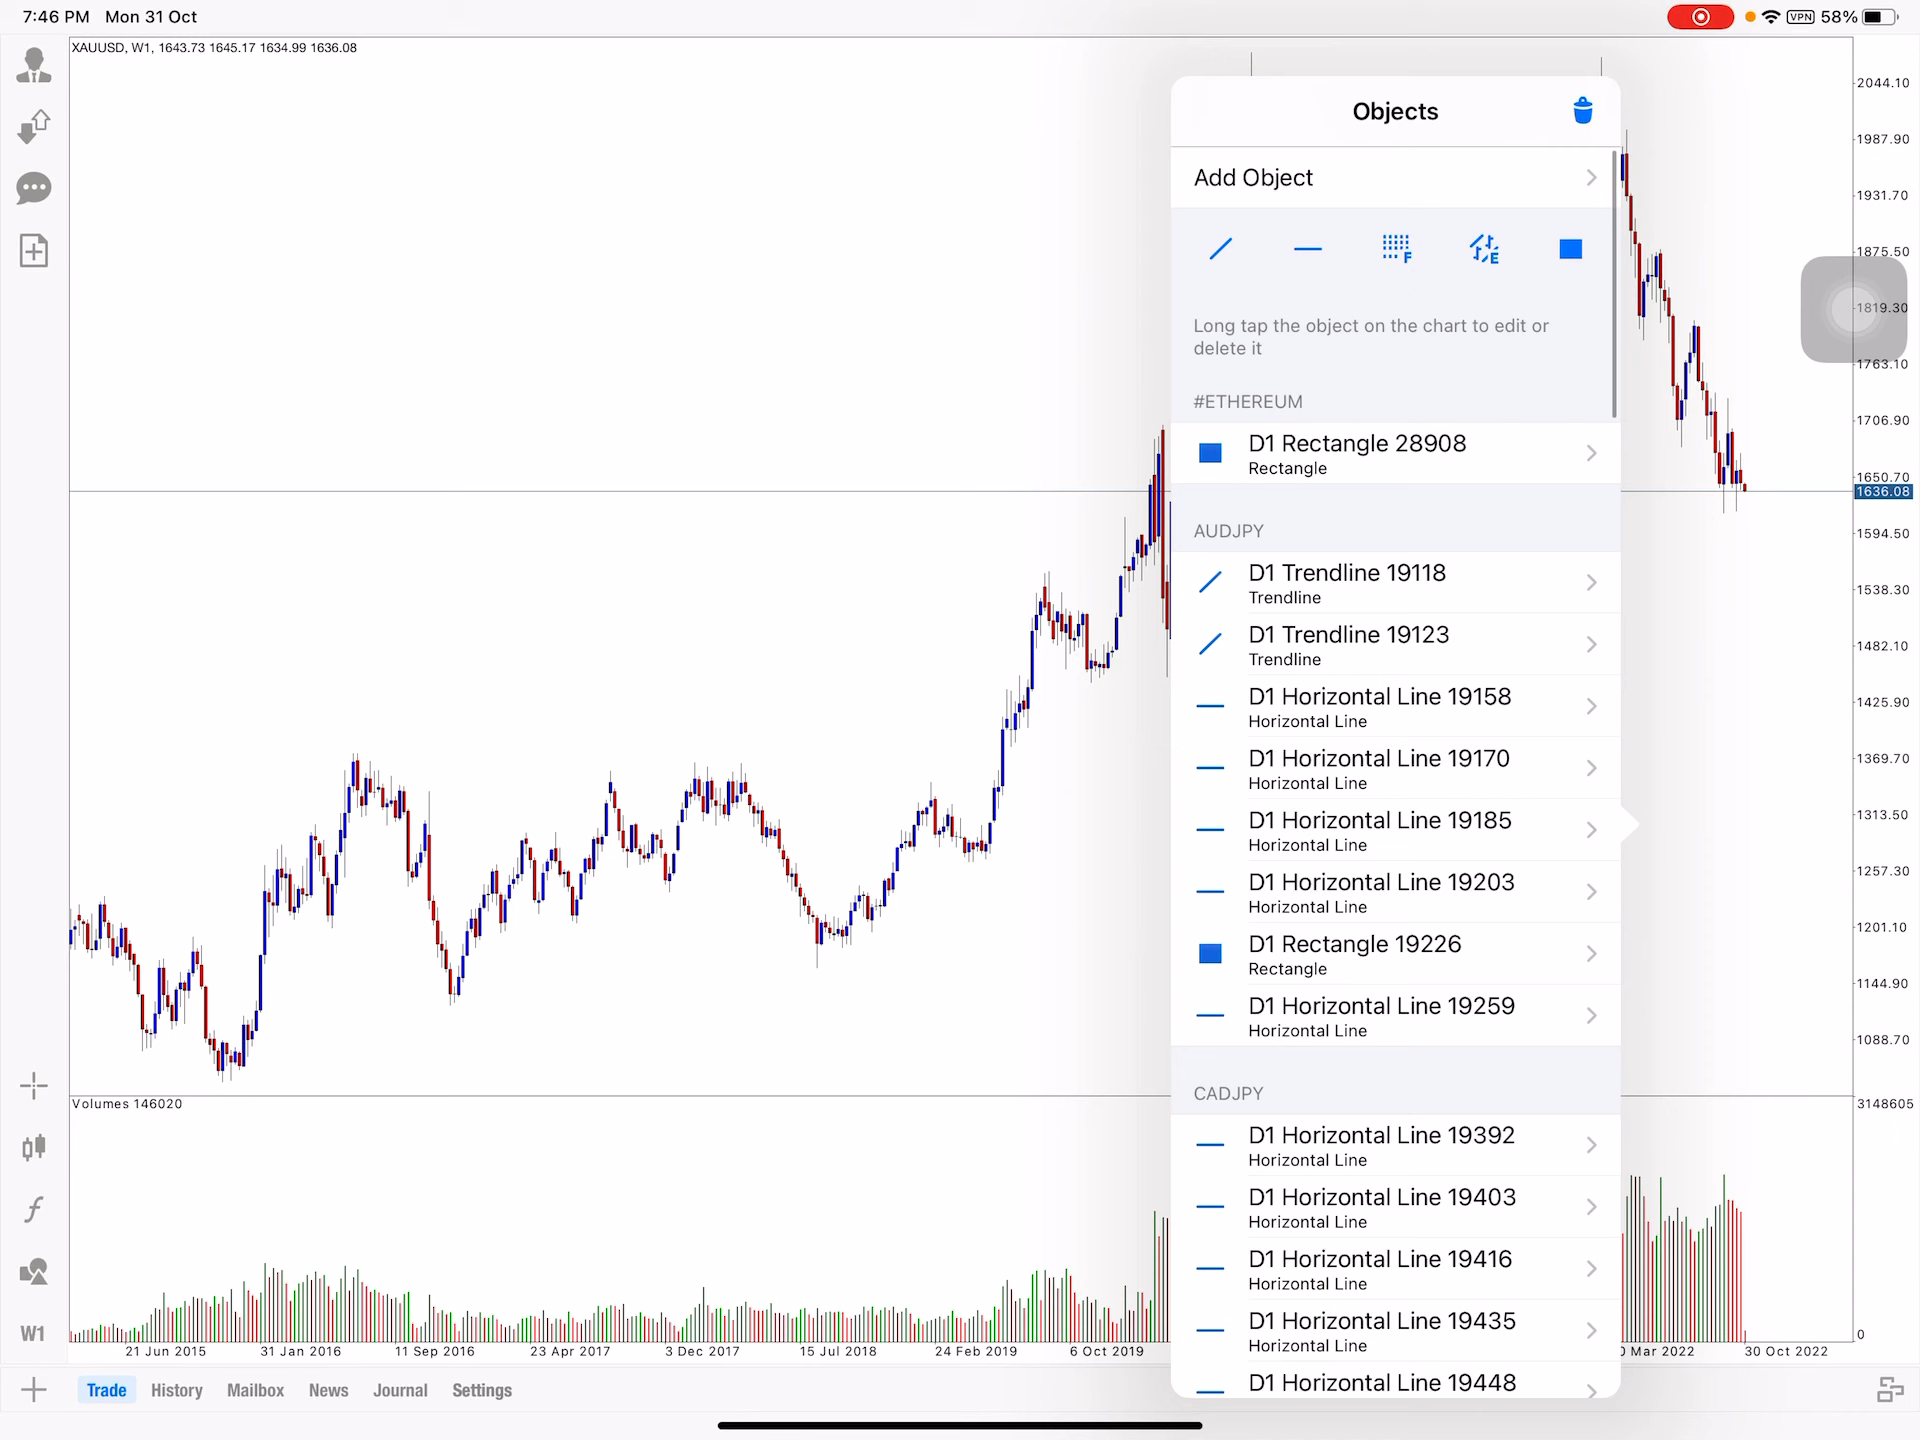 7:46 PM Mon 31 Oct
VPN 58%
XAUUSD, W1, 1643.73 1645.17 1634.99 1636.08
Objects
Add Object
F
E
Long tap the object on the chart to edit or
delete it
#ETHEREUM
D1 Rectangle 28908
Rectangle
AUDJPY
D1 Trendline 19118
Trendline
D1 Trendline 19123
Trendline
D1 Horizontal Line 19158
Horizontal Line
D1 Horizontal Line 19170
Horizontal Line
D1 Horizontal Line 19185
Horizontal Line
D1 Horizontal Line 19203
Horizontal Line
D1 Rectangle 19226
Rectangle
D1 Horizontal Line 19259
Horizontal Line
CADJPY
D1 Horizontal Line 19392
Horizontal Line
D1 Horizontal Line 19403
Horizontal Line
D1 Horizontal Line 19416
Horizontal Line
D1 Horizontal Line 19435
Horizontal Line
D1 Horizontal Line 19448
2044.10
1987.90
1931.70
1875.50
1819.30
1763.10
1706.90
1650.70
1636.08
1594.50
1538.30
1482.10
1425.90
1369.70
1313.50
1257.30
1201.10
1144.90
1088.70
Volumes 146020
3148605
0
f
W1
21 Jun 2015 31 Jan 2016 11 Sep 2016 23 Apr 2017 3 Dec 2017 15 Jul 2018 24 Feb 2019 6 Oct 2019 0 Mar 2022 30 Oct 2022
Trade History Mailbox News Journal Settings